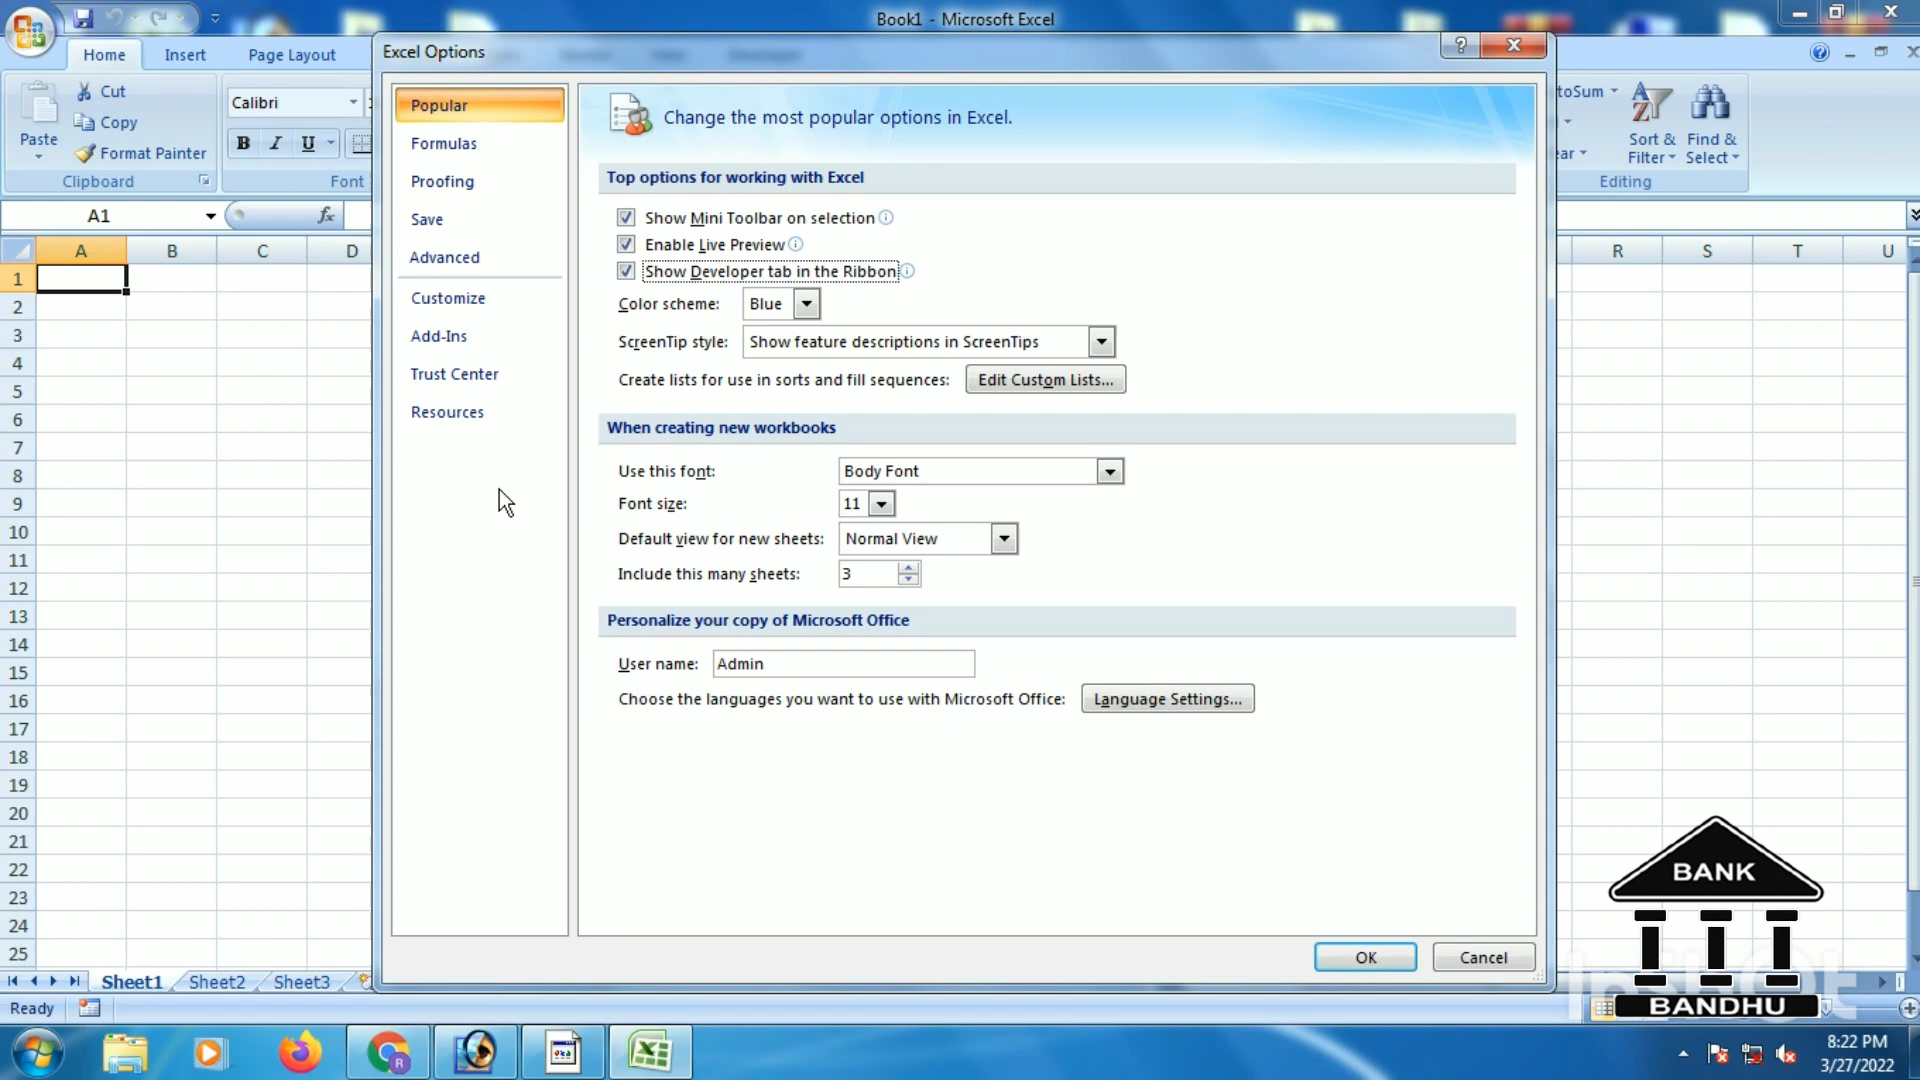 Book1 - Microsoft Excel
Home Insert Page Layout
Cut
Copy
Format Painter
Paste
Clipboard
Calibri
B I U
Font
Excel Options
Popular
Formulas
Proofing
Save
Advanced
Customize
Add-Ins
Trust Center
Resources
Change the most popular options in Excel.
Top options for working with Excel
Show Mini Toolbar on selection
Enable Live Preview
Show Developer tab in the Ribbon
Color scheme: Blue
ScreenTip style: Show feature descriptions in ScreenTips
Create lists for use in sorts and fill sequences: Edit Custom Lists...
When creating new workbooks
Use this font: Body Font
Font size: 11
Default view for new sheets: Normal View
Include this many sheets: 3
Personalize your copy of Microsoft Office
User name: Admin
Choose the languages you want to use with Microsoft Office: Language Settings...
OK Cancel
toSum
ear
Sort & Filter
Find & Select
Editing
A1 fx
A B C D R S T U
1
2
3
4
5
6
7
8
9
10
11
12
13
14
15
16
17
18
19
20
21
22
23
24
25
Sheet1 Sheet2 Sheet3
Ready
BANK
BANDHU
8:22 PM
3/27/2022